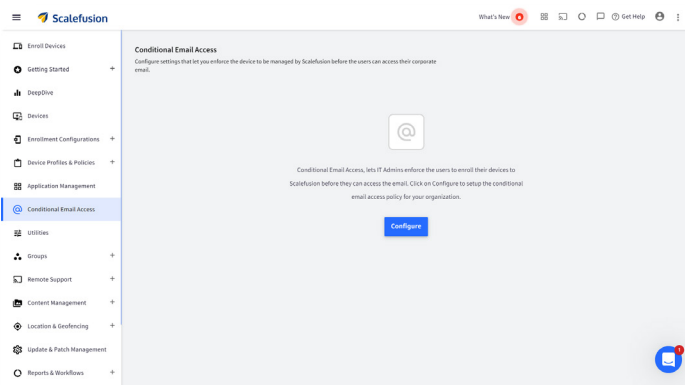 Scalefusion
What's New
Get Help
Enroll Devices
Getting Started +
DeepDive
Devices
Enrollment Configurations +
Device Profiles & Policies +
Application Management
Conditional Email Access
Utilities
Groups +
Remote Support +
Content Management +
Location & Geofencing +
Update & Patch Management
Reports & Workflows +
Conditional Email Access
Configure settings that let you enforce the device to be managed by Scalefusion before the users can access their corporate
email.
Conditional Email Access, lets IT Admins enforce the users to enroll their devices to
Scalefusion before they can access the email. Click on Configure to setup the conditional
email access policy for your organization.
Configure
1